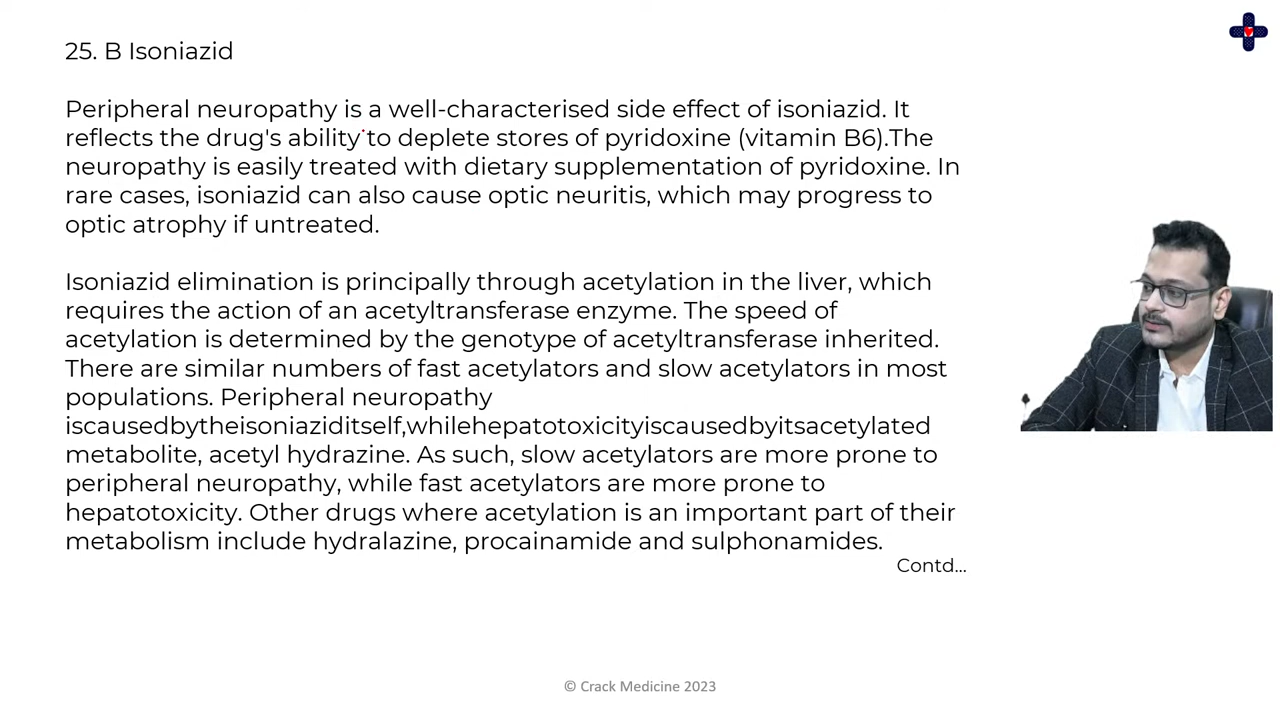 25. B Isoniazid
Peripheral neuropathy is a well-characterised side effect of isoniazid. It
reflects the drug's ability to deplete stores of pyridoxine (vitamin B6).The
neuropathy is easily treated with dietary supplementation of pyridoxine. In
rare cases, isoniazid can also cause optic neuritis, which may progress to
optic atrophy if untreated.
Isoniazid elimination is principally through acetylation in the liver, which
requires the action of an acetyltransferase enzyme. The speed of
acetylation is determined by the genotype of acetyltransferase inherited.
There are similar numbers of fast acetylators and slow acetylators in most
populations. Peripheral neuropathy
iscausedbytheisoniaziditself,whilehepatotoxicityiscausedbyitsacetylated
metabolite, acetyl hydrazine. As such, slow acetylators are more prone to
peripheral neuropathy, while fast acetylators are more prone to
hepatotoxicity. Other drugs where acetylation is an important part of their
metabolism include hydralazine, procainamide and sulphonamides.
Contd...
© Crack Medicine 2023